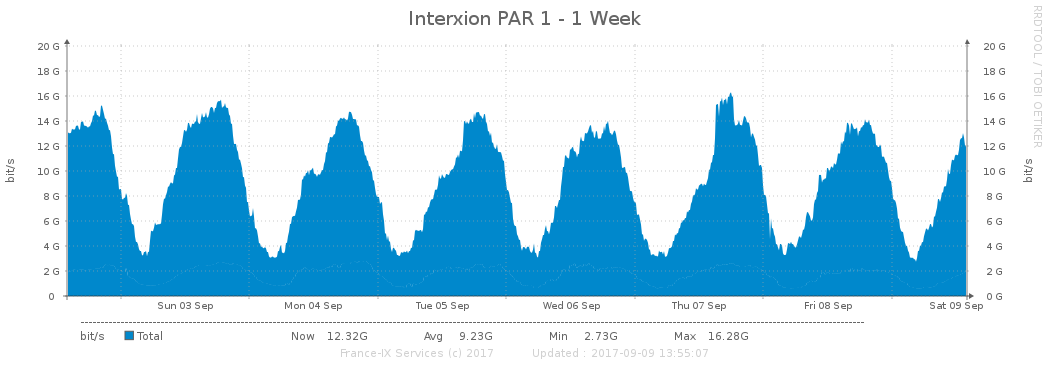 Interxion PAR 1 - 1 Week
RRDTOOL / TOBI OETIKER
20 G 20 G
18 G 18 G
16 G 16 G
14 G 14 G
12 G 12 G
10 G 10 G
8 G 8 G
6 G 6 G
4 G 4 G
2 G 2 G
0 0 G
bit/s
bit/s
Sun 03 Sep Mon 04 Sep Tue 05 Sep Wed 06 Sep Thu 07 Sep Fri 08 Sep Sat 09 Sep
bit/s Total Now 12.32G Avg 9.23G Min 2.73G Max 16.28G
France-IX Services (c) 2017 Updated : 2017-09-09 13:55:07